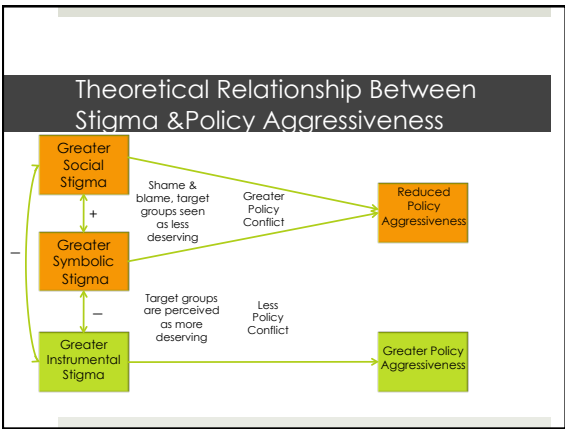 Theoretical Relationship Between
Stigma &Policy Aggressiveness
Greater
Social
Stigma
Shame &
blame, target
groups seen
as less
deserving
Greater
Policy
Conflict
Reduced
Policy
Aggressiveness
+
–
Greater
Symbolic
Stigma
–
Target groups
are perceived
as more
deserving
Less
Policy
Conflict
Greater
Instrumental
Stigma
Greater Policy
Aggressiveness